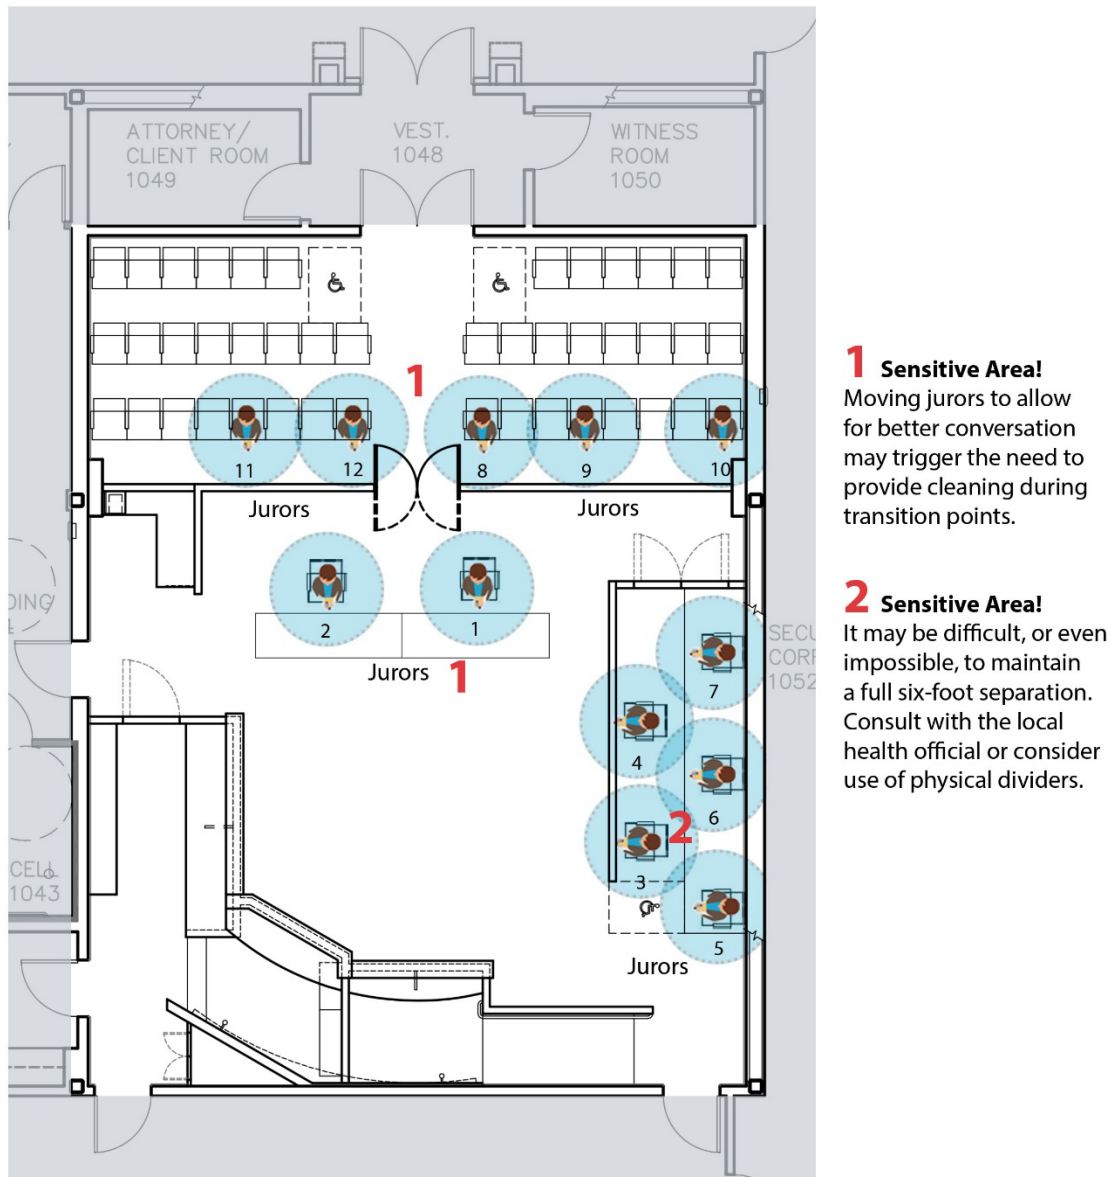 ATTORNEY/
CLIENT ROOM
1049
VEST.
1048
WITNESS
ROOM
1050
1
11
12
8
9
10
Jurors
Jurors
2
1
Jurors
1
7
4
6
2
3
5
Jurors
DING/
SECU
CORR
1052
CELL
1043
1 Sensitive Area!
Moving jurors to allow
for better conversation
may trigger the need to
provide cleaning during
transition points.
2 Sensitive Area!
It may be difficult, or even
impossible, to maintain
a full six-foot separation.
Consult with the local
health official or consider
use of physical dividers.